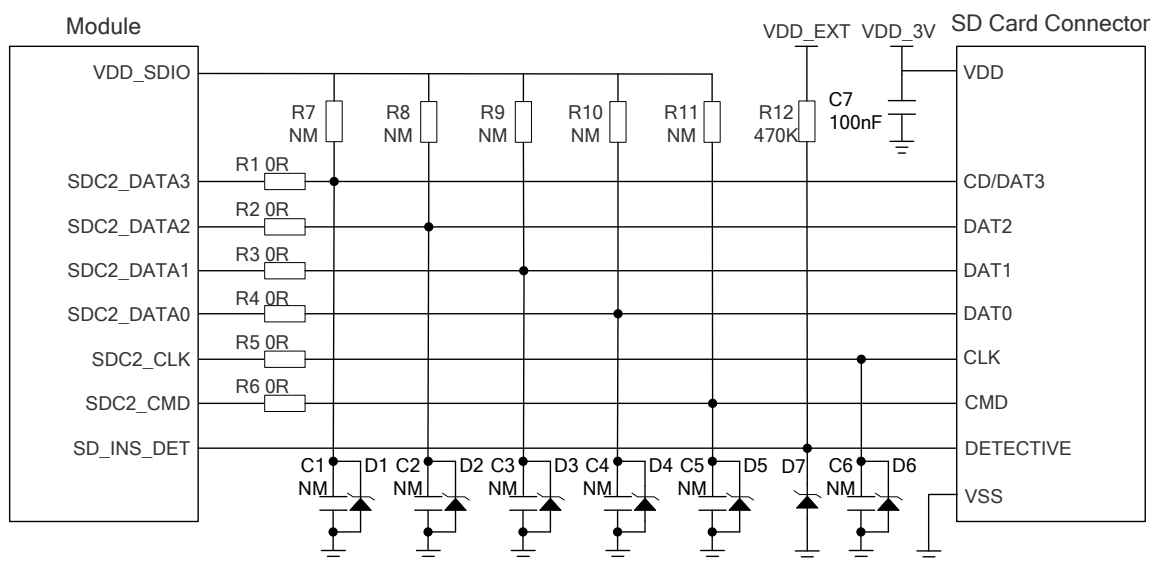 Module
VDD_EXT VDD_3V
SD Card Connector
VDD_SDIO
VDD
R7
NM
R8
NM
R9
NM
R10
NM
R11
NM
R12
470K
C7
100nF
SDC2_DATA3
R1 0R
CD/DAT3
SDC2_DATA2
R2 0R
DAT2
SDC2_DATA1
R3 0R
DAT1
SDC2_DATA0
R4 0R
DAT0
SDC2_CLK
R5 0R
CLK
SDC2_CMD
R6 0R
CMD
SD_INS_DET
DETECTIVE
C1
NM
D1
C2
NM
D2
C3
NM
D3
C4
NM
D4
C5
NM
D5
D7
C6
NM
D6
VSS